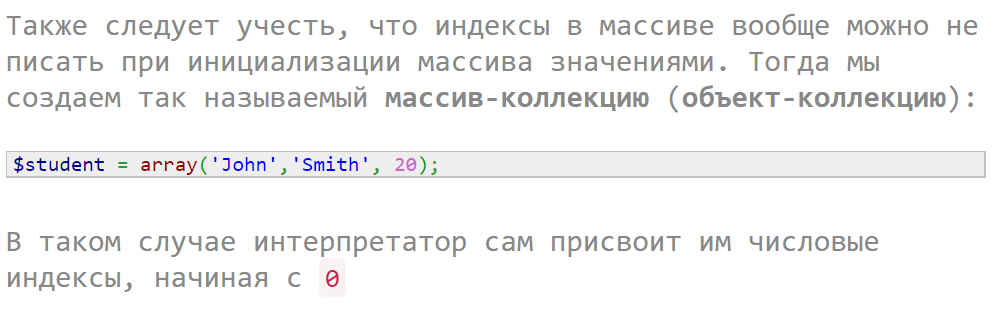 Также следует учесть, что индексы в массиве вообще можно не
писать при инициализации массива значениями. Тогда мы
создаем так называемый массив-коллекцию (объект-коллекцию):
$student = array('John','Smith', 20);
В таком случае интерпретатор сам присвоит им числовые
индексы, начиная с 0